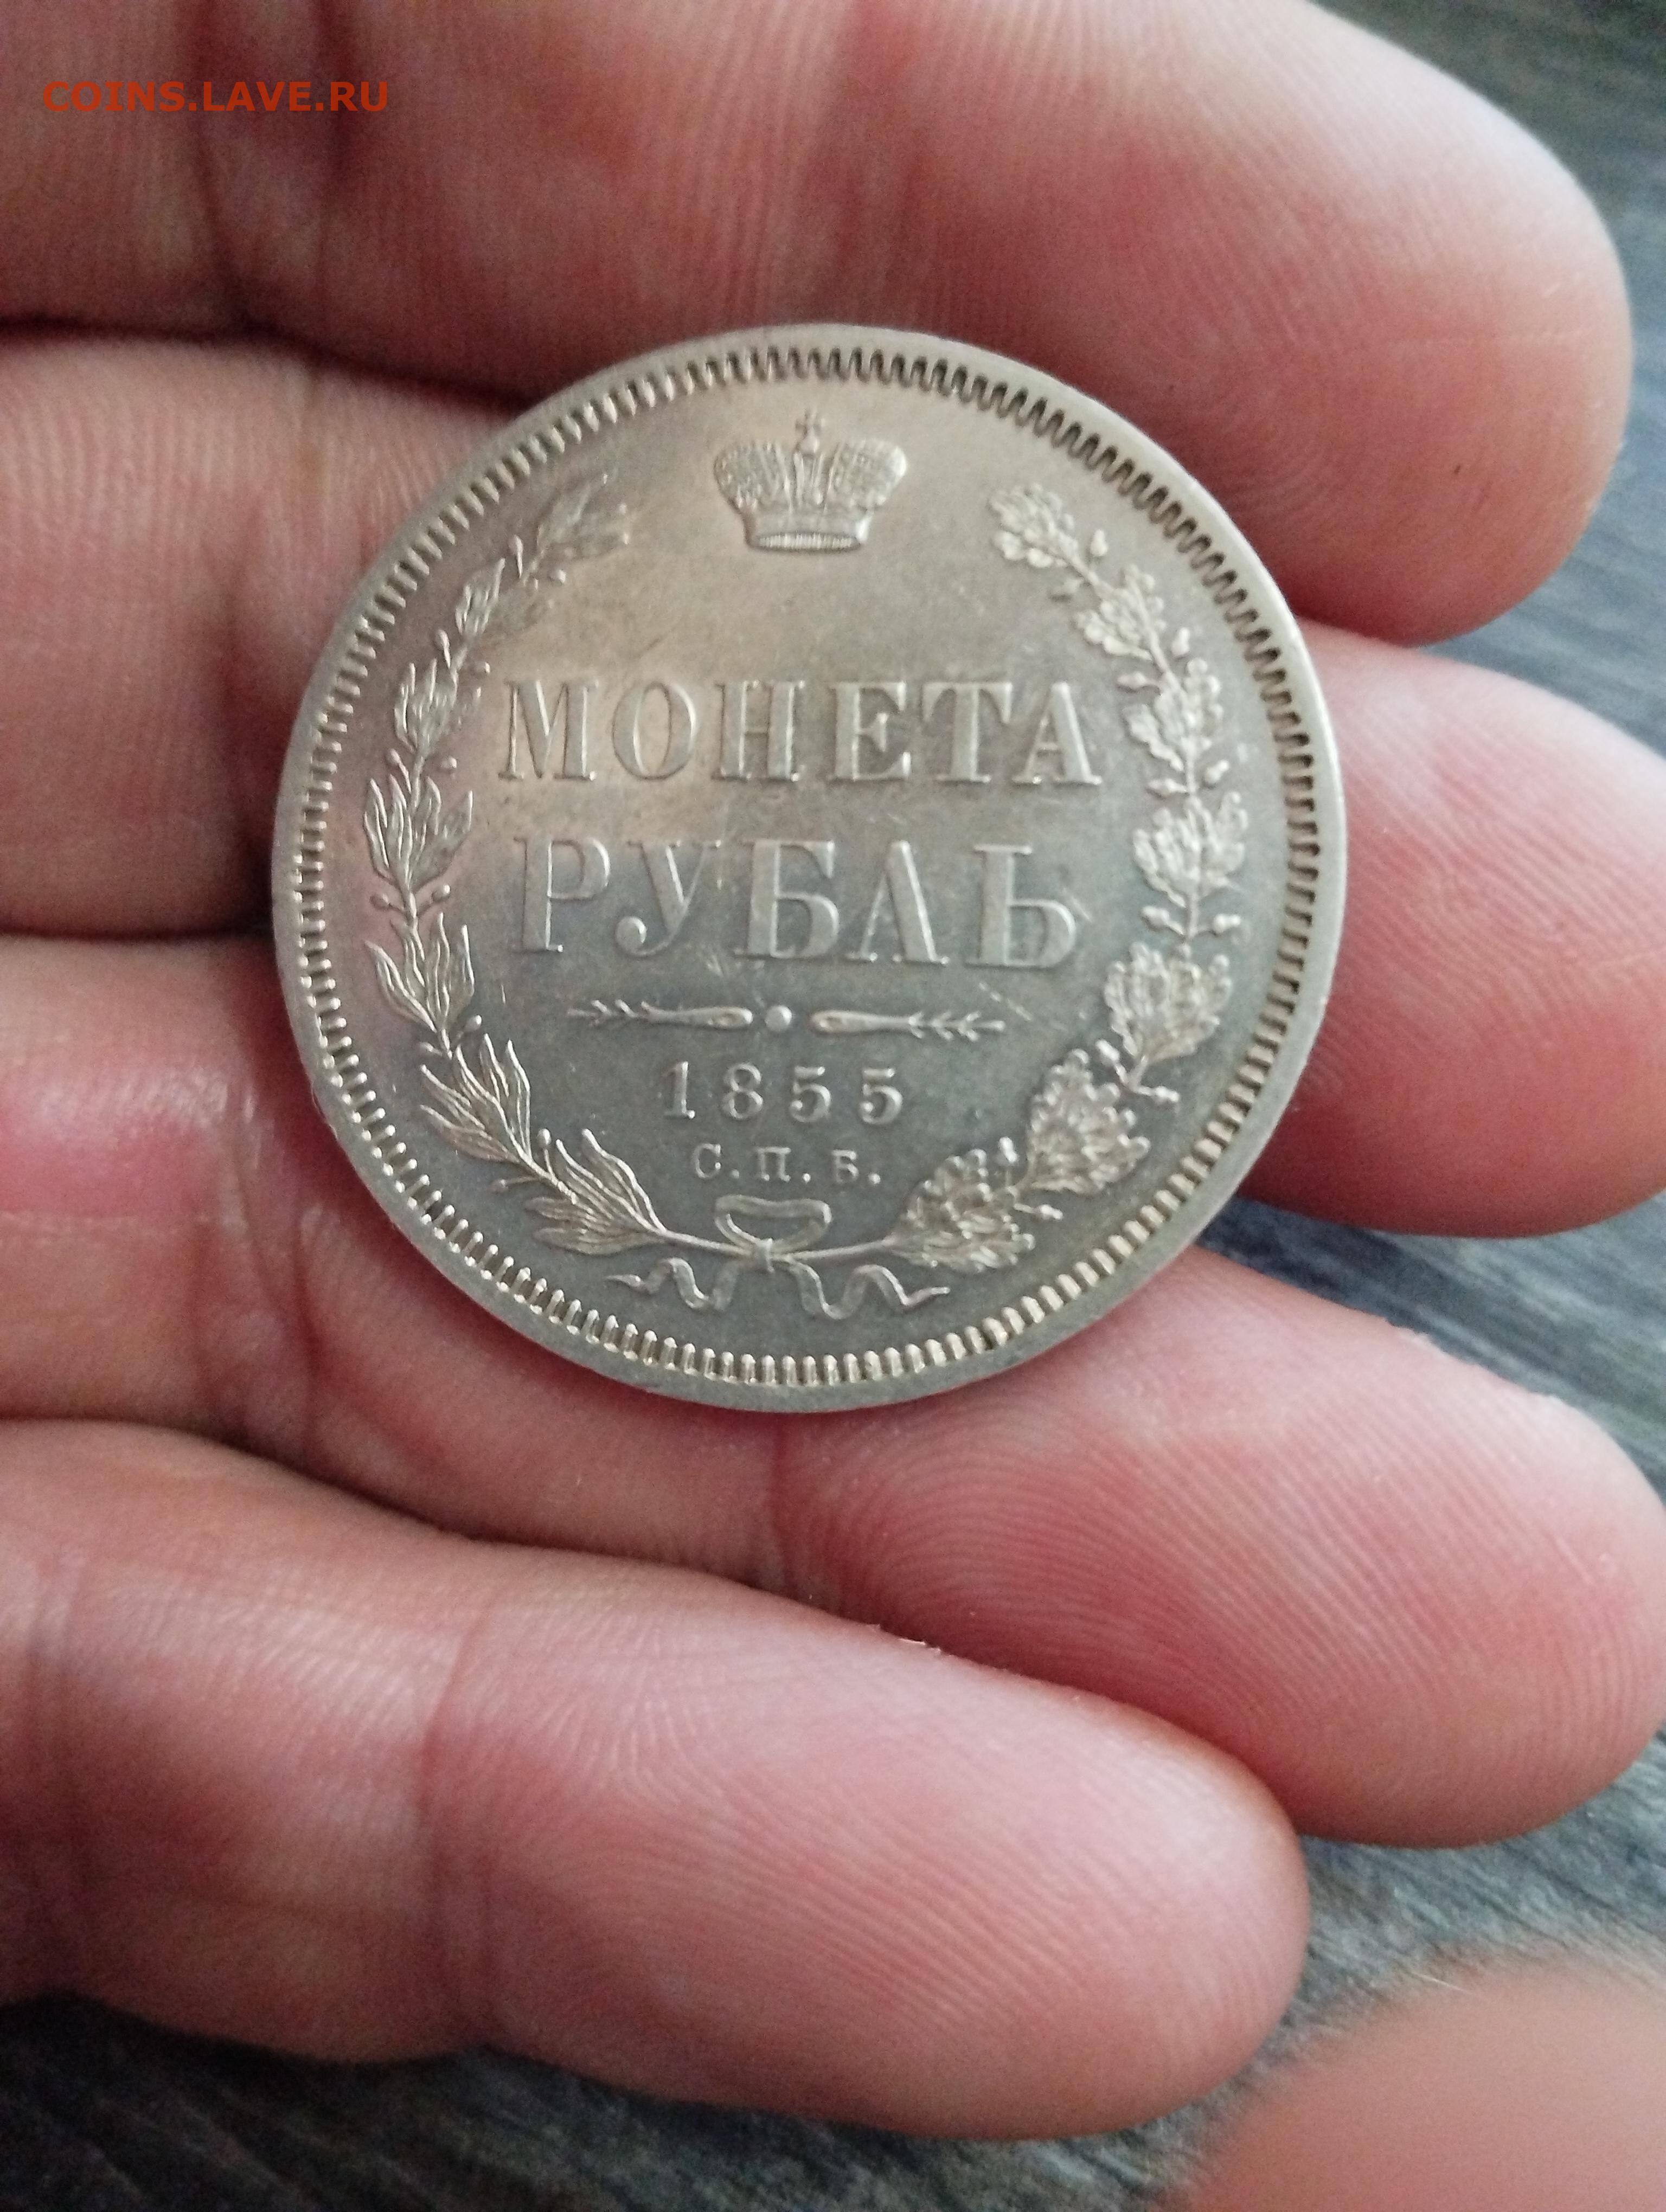 COINS.LAVE.RU
МОНЕТА
РУБЛЬ
1855
С.П.Б.